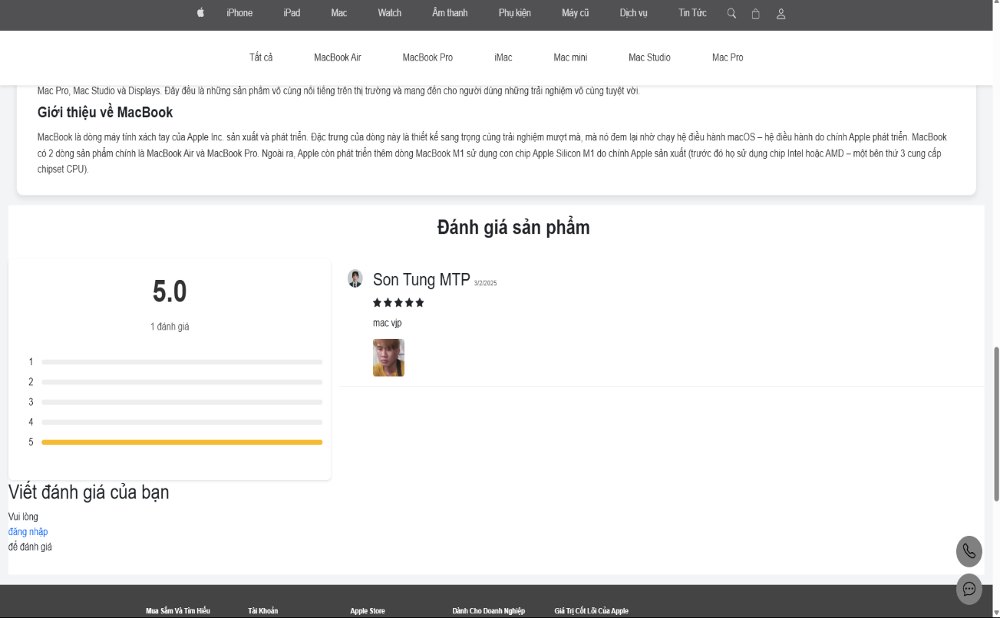 iPhone iPad Mac Watch Âm thanh Phụ kiện Máy cũ Dịch vụ Tin Tức
Tất cả MacBook Air MacBook Pro iMac Mac mini Mac Studio Mac Pro
Mac Pro, Mac Studio và Displays. Đây đều là những sản phẩm vô cùng nổi tiếng trên thị trường và mang đến cho người dùng những trải nghiệm vô cùng tuyệt vời.
Giới thiệu về MacBook
MacBook là dòng máy tính xách tay của Apple Inc. sản xuất và phát triển. Đặc trưng của dòng này là thiết kế sang trọng cùng trải nghiệm mượt mà, mà nó đem lại nhờ chạy hệ điều hành macOS – hệ điều hành do chính Apple phát triển. MacBook
có 2 dòng sản phẩm chính là MacBook Air và MacBook Pro. Ngoài ra, Apple còn phát triển thêm dòng MacBook M1 sử dụng con chip Apple Silicon M1 do chính Apple sản xuất (trước đó họ sử dụng chip Intel hoặc AMD – một bên thứ 3 cung cấp
chipset CPU).
Đánh giá sản phẩm
5.0
1 đánh giá
1
2
3
4
5
Son Tung MTP 3/2/2025
mac vjp
Viết đánh giá của bạn
Vui lòng
đăng nhập
để đánh giá
Mua Sắm Và Tìm Hiểu Tài Khoản Apple Store Dành Cho Doanh Nghiệp Giá Trị Cốt Lõi Của Apple